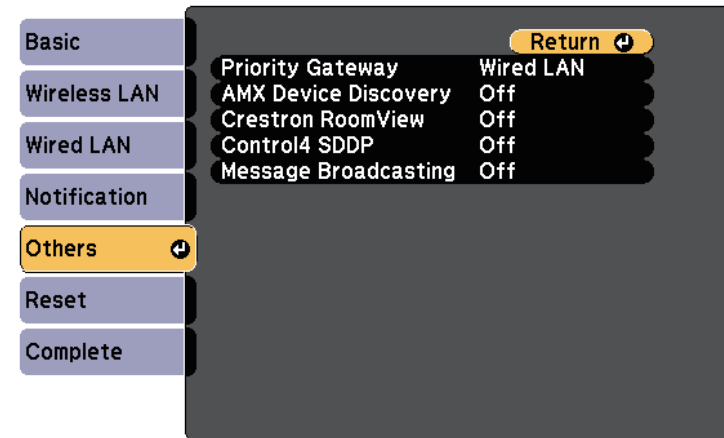 Basic
Wireless LAN
Wired LAN
Notification
Others
Reset
Complete
Return
Priority Gateway Wired LAN
AMX Device Discovery Off
Crestron RoomView Off
Control4 SDDP Off
Message Broadcasting Off